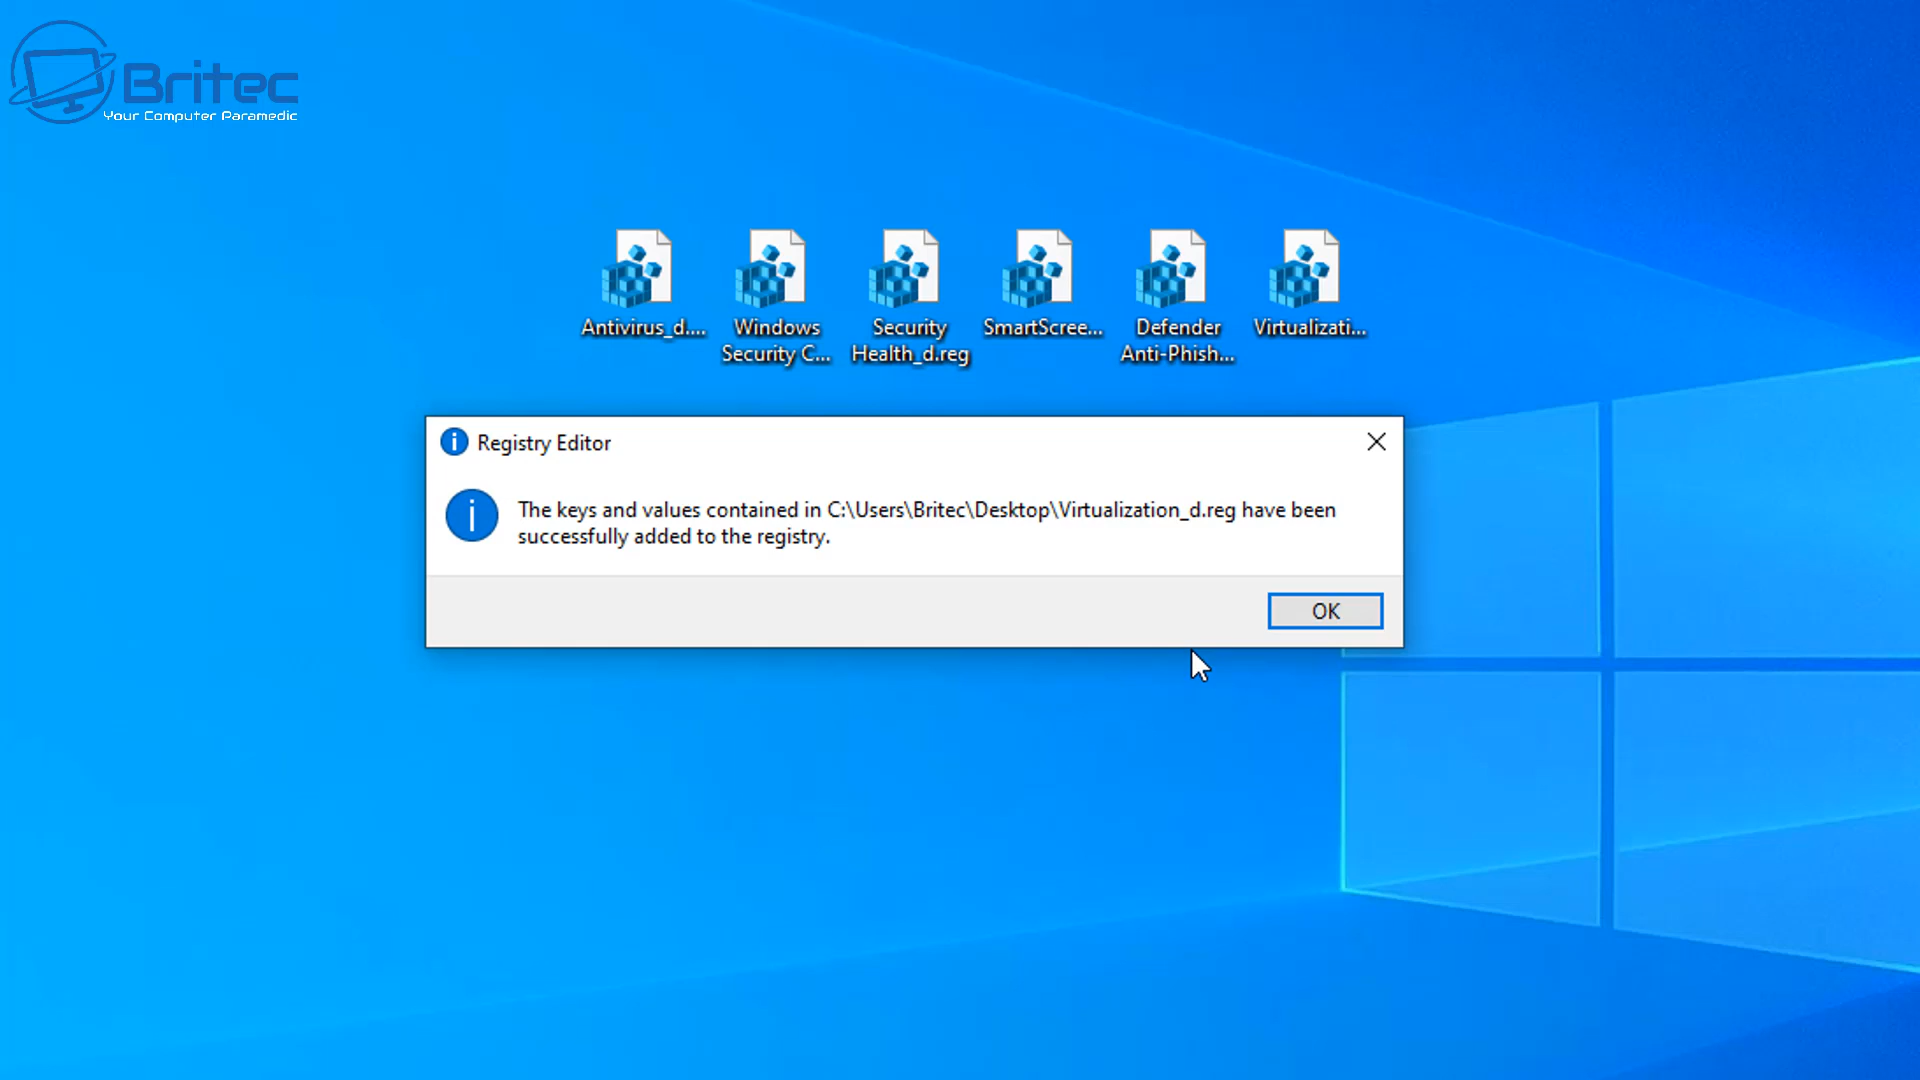 Britec
Your Computer Paramedic
Antivirus_d....
Windows
Security C...
Security
Health_d.reg
SmartScree...
Defender
Anti-Phish...
Virtualizati...
Registry Editor
The keys and values contained in C:\Users\Britec\Desktop\Virtualization_d.reg have been
successfully added to the registry.
OK